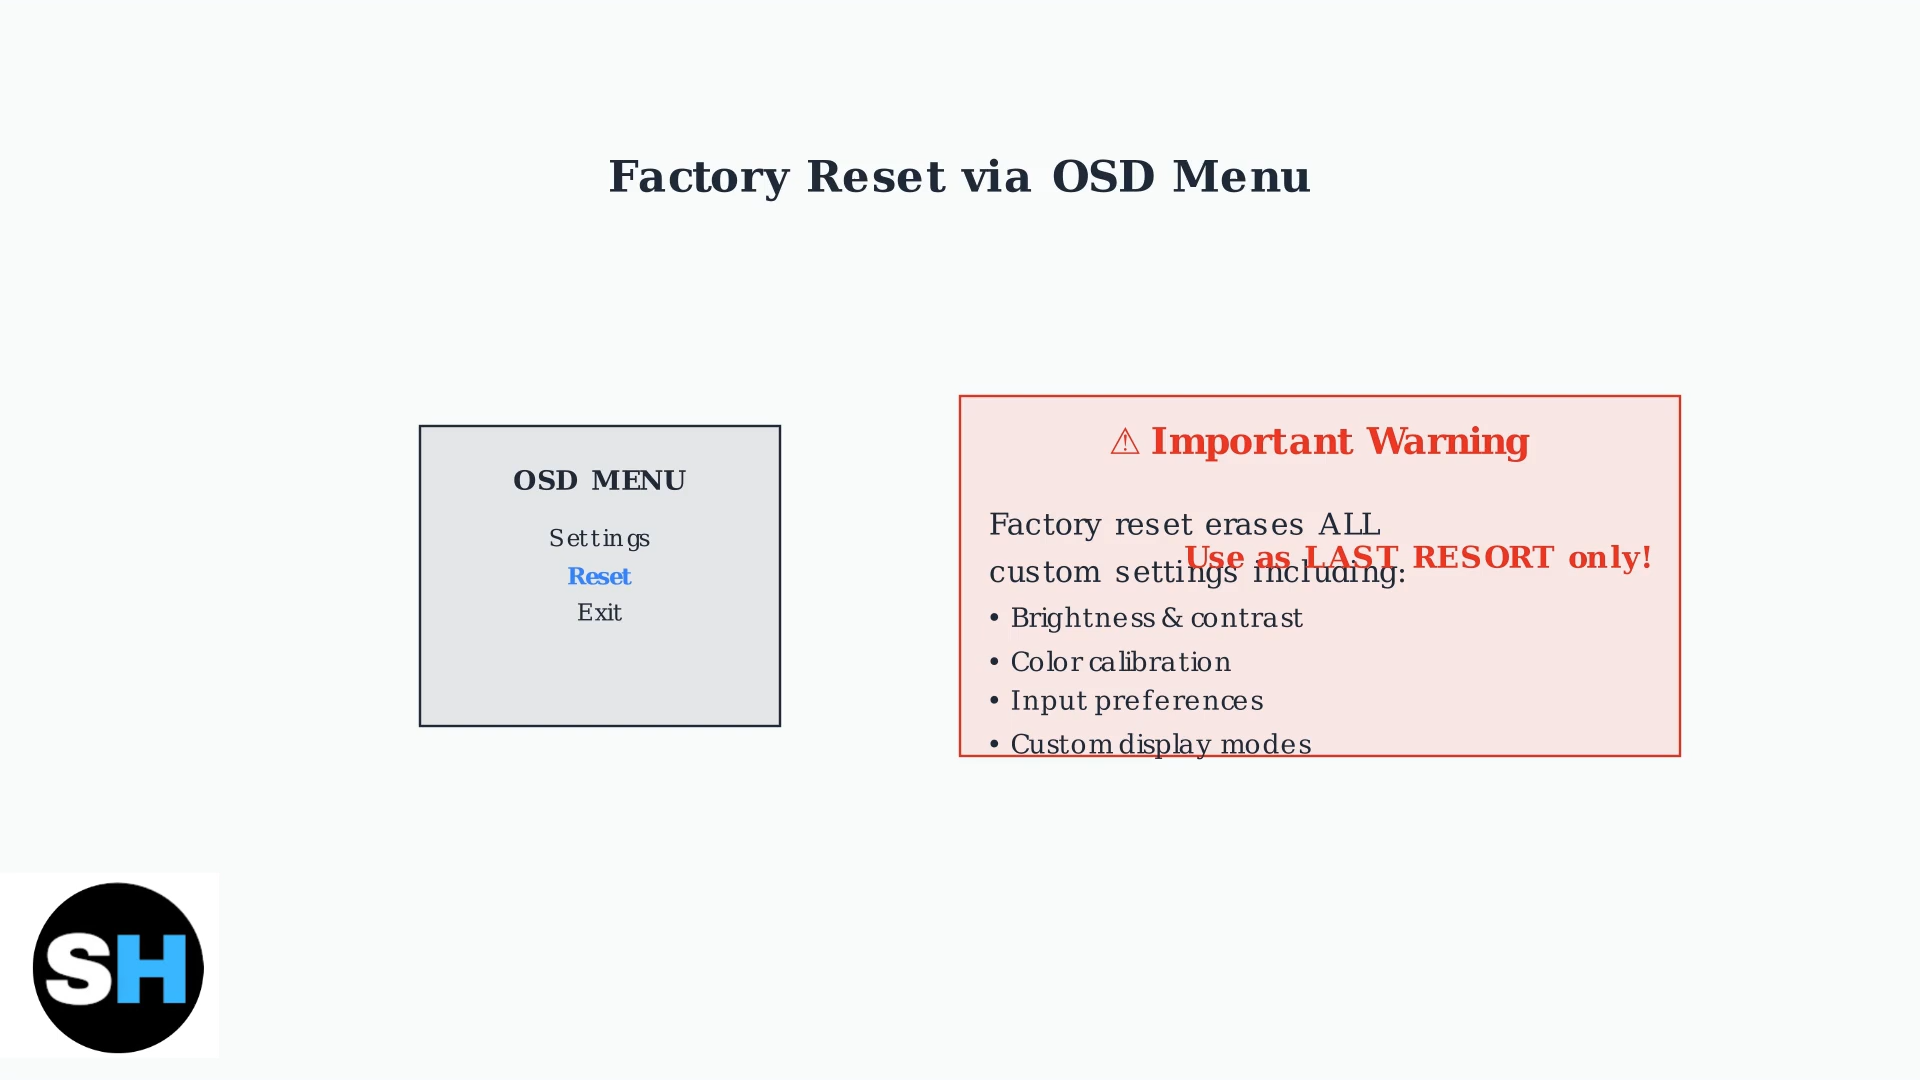 Factory Reset via OSD Menu
OSD MENU
Settings
Reset
Exit
⚠ Important Warning
Factory reset erases ALL
custom settings including:
Use as LAST RESORT only!
• Brightness & contrast
• Color calibration
• Input preferences
• Custom display modes
SH